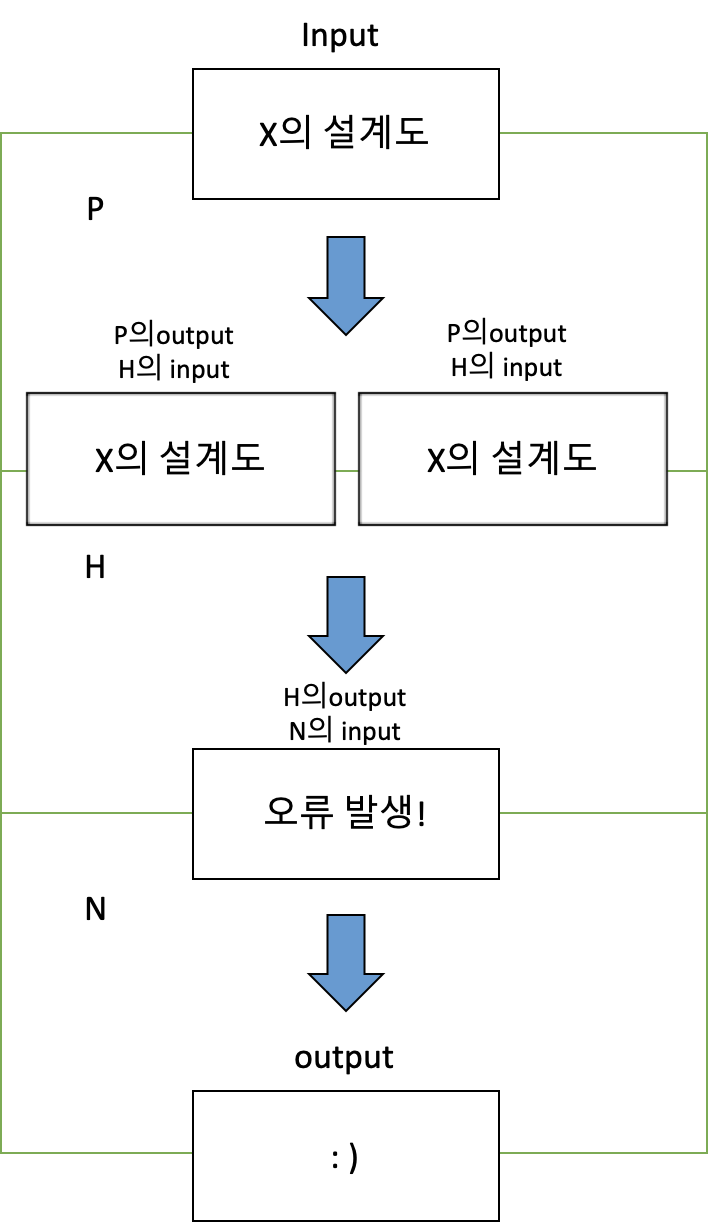 Input
X의 설계도
P
P의output
H의 input
P의output
H의 input
X의 설계도
X의 설계도
H
H의output
N의 input
오류 발생!
N
output
: )